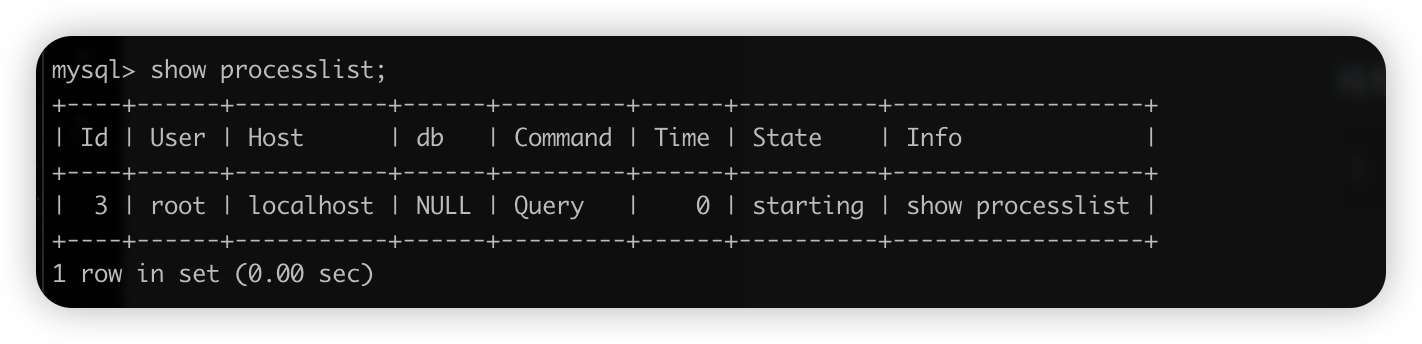 mysql> show processlist;
+----+------+-----------+------+---------+------+----------+------------------+
| Id | User | Host      | db   | Command | Time | State    | Info             |
+----+------+-----------+------+---------+------+----------+------------------+
|  3 | root | localhost | NULL | Query   |    0 | starting | show processlist |
+----+------+-----------+------+---------+------+----------+------------------+
1 row in set (0.00 sec)